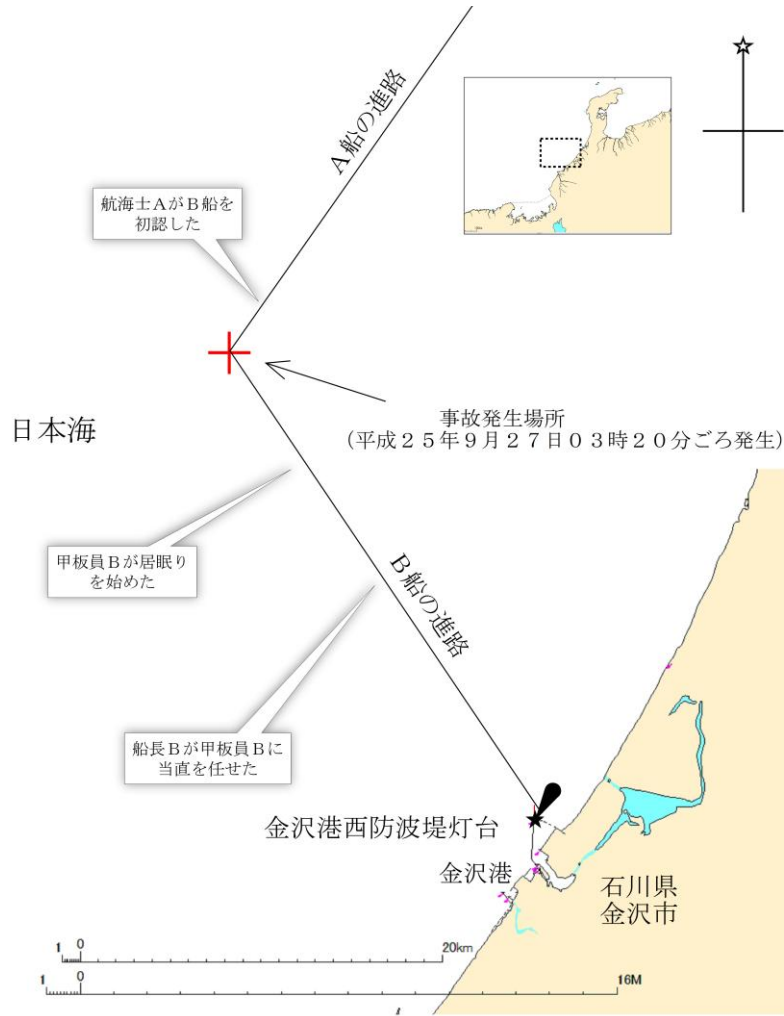 A船の進路
航海士AがB船を
初認した
事故発生場所
(平成25年9月27日03時20分ごろ発生)
日本海
甲板員Bが居眠り
を始めた
B船の進路
船長Bが甲板員Bに
当直を任せた
金沢港西防波堤灯台
金沢港
石川県
金沢市
1 0 20km
1 0 16M